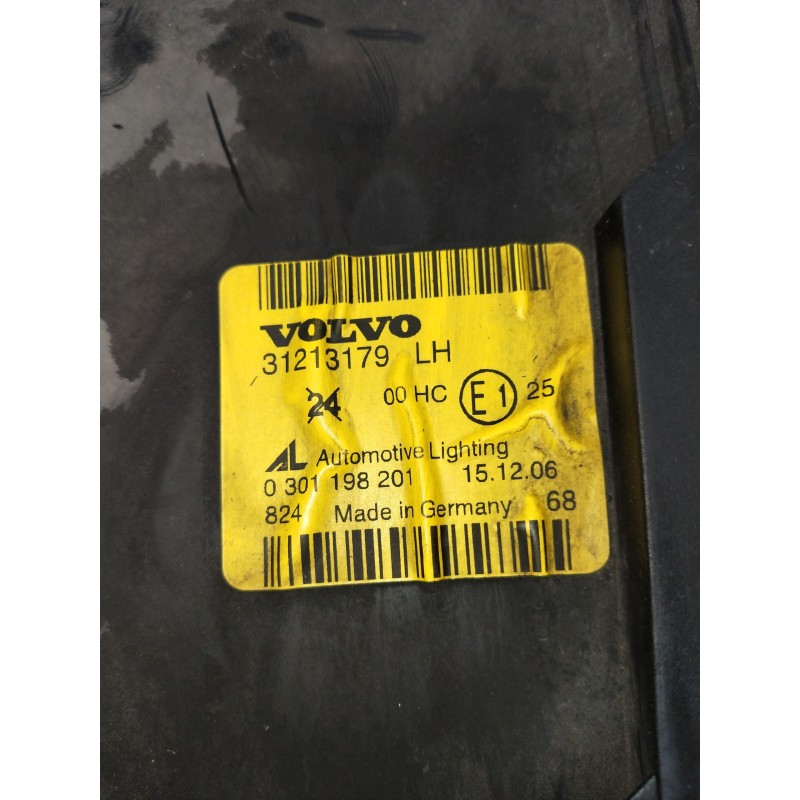 VOLVO
31213179 LH
24 00 HC E1 25
AL Automotive Lighting
0 301 198 201 15.12.06
824 Made in Germany 68